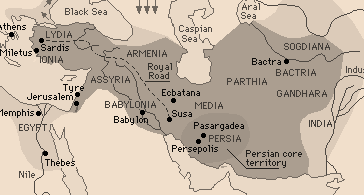 Black Sea
Aral
Sea
Athens
LYDIA
Miletus
Sardis
IONIA
Caspian
Sea
ARMENIA
Royal
Road
SOGDIANA
Bactra
BACTRIA
ASSYRIA
PARTHIA
GANDHARA
Tyre
Jerusalem
Ecbatana
MEDIA
BABYLONIA
Babylon
Susa
Memphis
EGYPT
INDIA
Pasargadea
PERSIA
Persepolis
Persian core
territory
Thebes
Nile